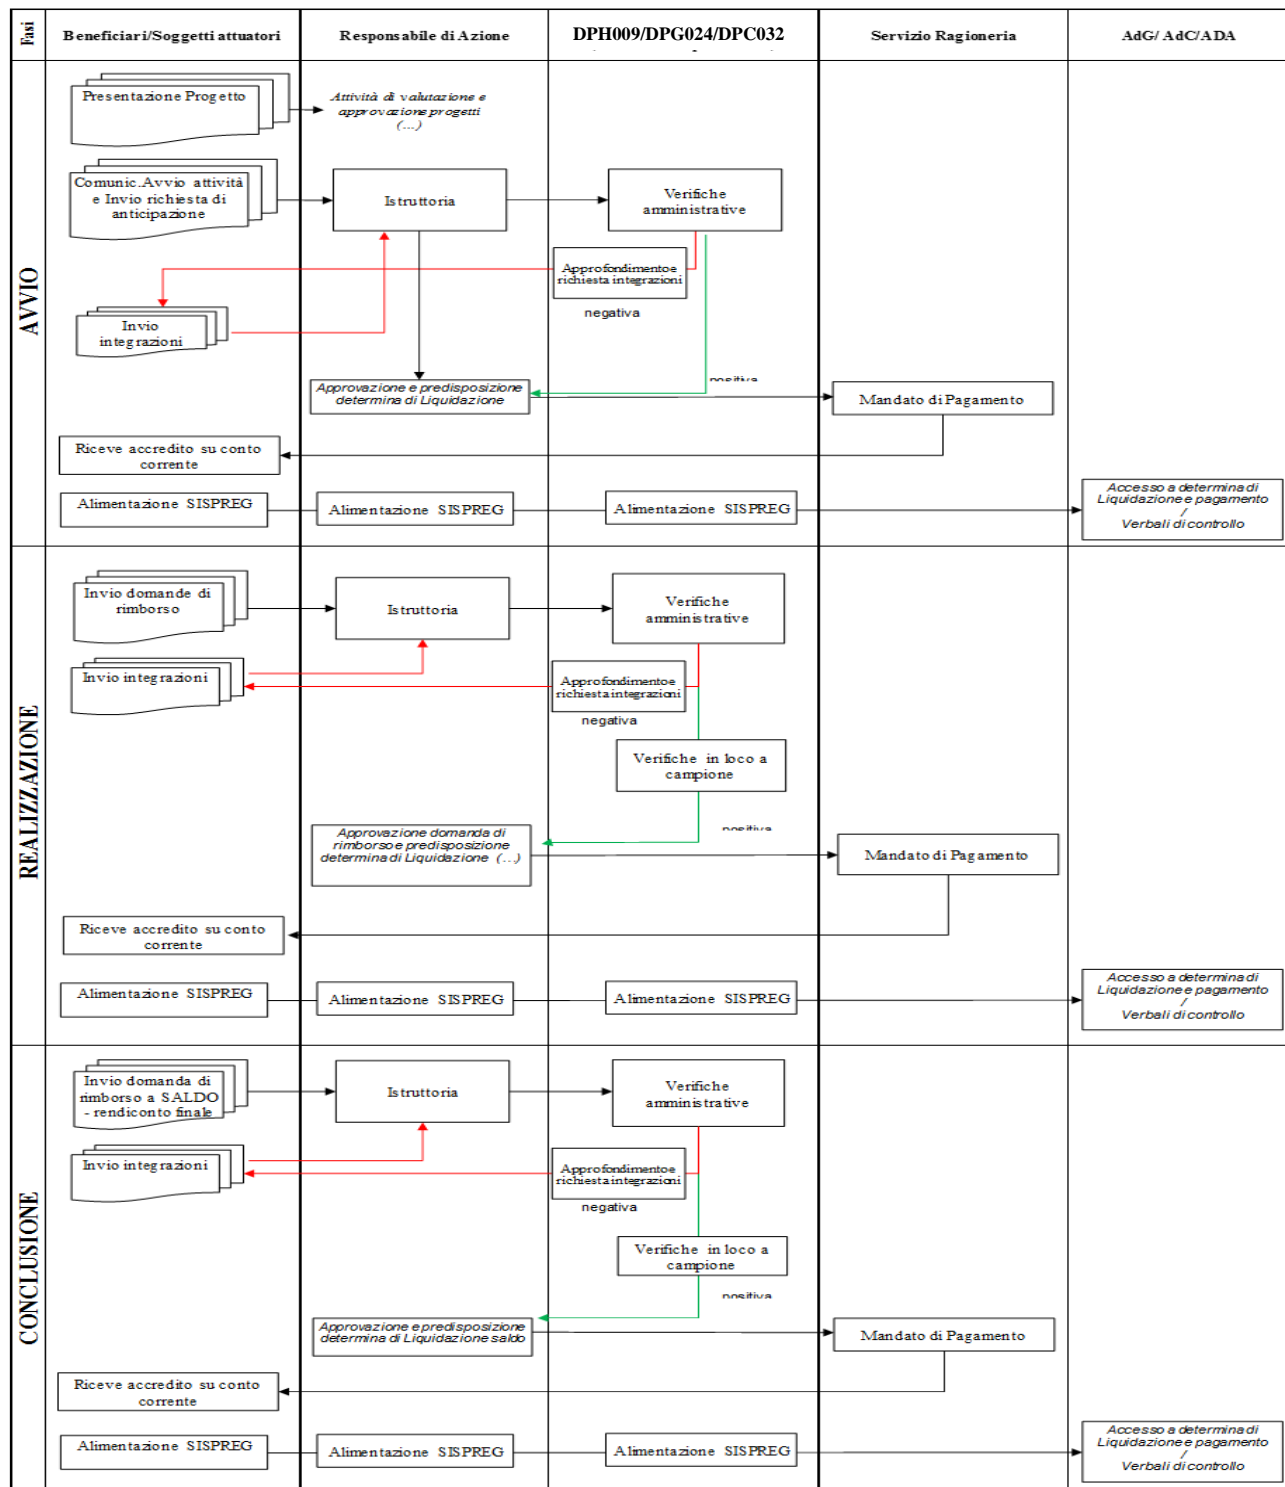 Fasi
Beneficiari/Soggetti attuatori
Responsabile di Azione
DPH009/DPG024/DPC032
Servizio Ragioneria
AdG/ AdC/ADA
AVVIO
Presentazione Progetto
Attività di valutazione e
approvazione progetti
(...)
Comunic.Avvio attività
e Invio richiesta di
anticipazione
Istruttoria
Verifiche
amministrative
Approfondimento e
richiesta integrazioni
negativa
Invio
integrazioni
positiva
Approvazione e predisposizione
determina di Liquidazione
Mandato di Pagamento
Riceve accredito su conto
corrente
Alimentazione SISPREG
Alimentazione SISPREG
Alimentazione SISPREG
Accesso a determina di
Liquidazione e pagamento
/
Verbali di controllo
REALIZZAZIONE
Invio domande di
rimborso
Istruttoria
Verifiche
amministrative
Invio integrazioni
Approfondimento e
richiesta integrazioni
negativa
Verifiche in loco a
campione
positiva
Approvazione domanda di
rimborso e predisposizione
determina di Liquidazione (...)
Mandato di Pagamento
Riceve accredito su conto
corrente
Alimentazione SISPREG
Alimentazione SISPREG
Alimentazione SISPREG
Accesso a determina di
Liquidazione e pagamento
/
Verbali di controllo
CONCLUSIONE
Invio domanda di
rimborso a SALDO
- rendiconto finale
Istruttoria
Verifiche
amministrative
Invio integrazioni
Approfondimento e
richiesta integrazioni
negativa
Verifiche in loco a
campione
positiva
Approvazione e predisposizione
determina di Liquidazione saldo
Mandato di Pagamento
Riceve accredito su conto
corrente
Alimentazione SISPREG
Alimentazione SISPREG
Alimentazione SISPREG
Accesso a determina di
Liquidazione e pagamento
/
Verbali di controllo